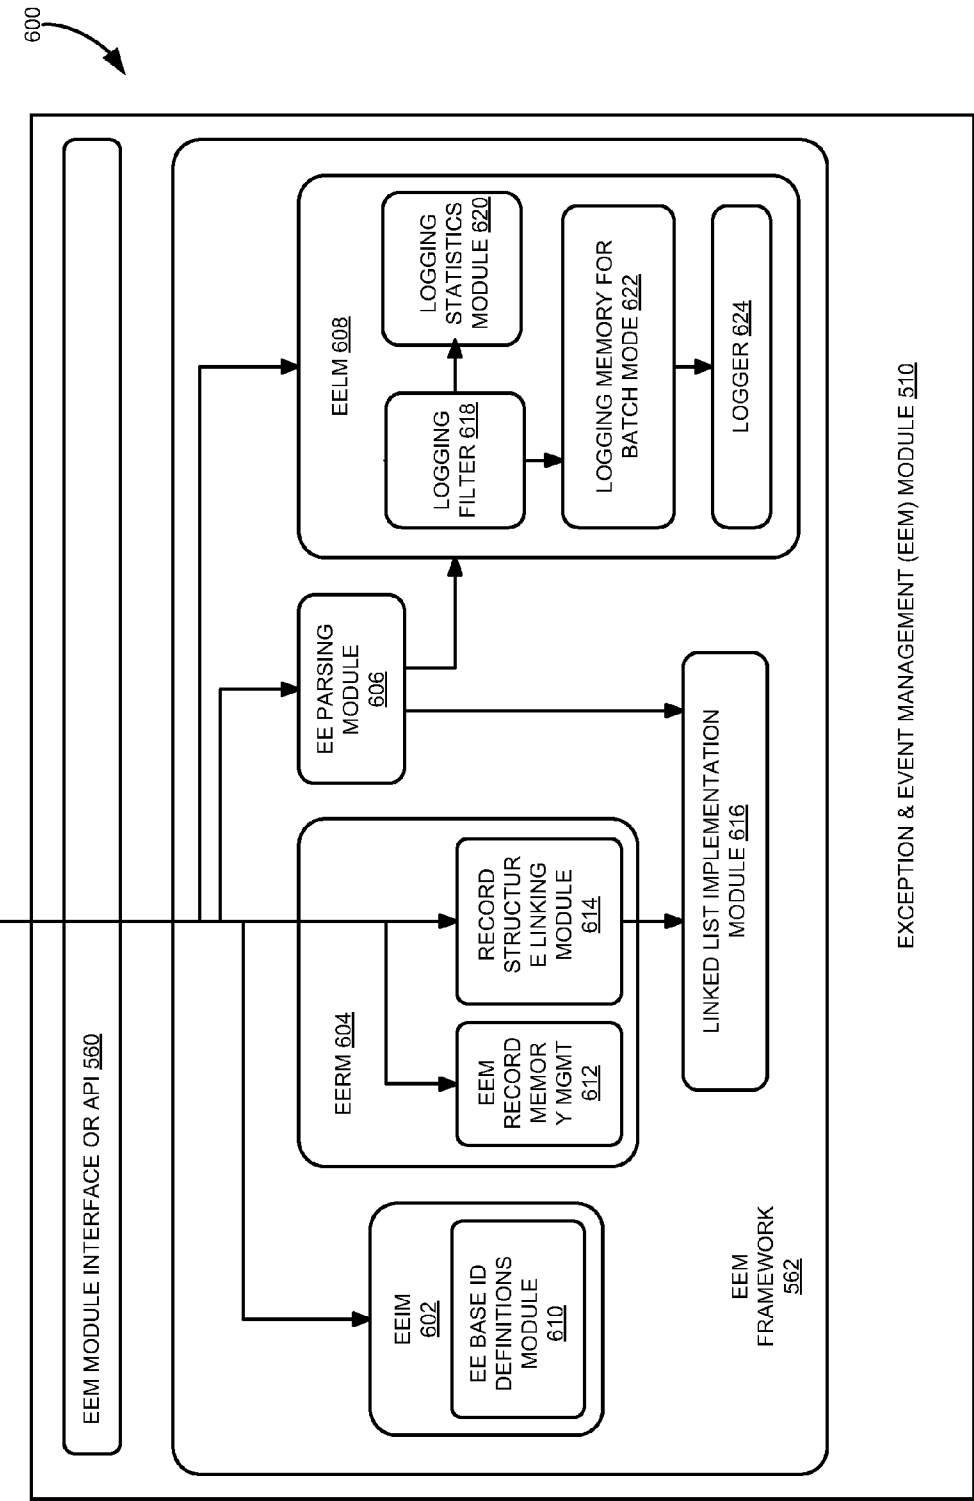 600
EEM MODULE INTERFACE OR API 560
EEIM
602
EE BASE ID
DEFINITIONS
MODULE
610
EERM 604
EEM
RECORD
MEMOR
Y MGMT
612
RECORD
STRUCTUR
E LINKING
MODULE
614
EE PARSING
MODULE
606
EELM 608
LOGGING
FILTER 618
LOGGING
STATISTICS
MODULE 620
LOGGING MEMORY FOR
BATCH MODE 622
LOGGER 624
LINKED LIST IMPLEMENTATION
MODULE 616
EEM
FRAMEWORK
562
EXCEPTION & EVENT MANAGEMENT (EEM) MODULE 510